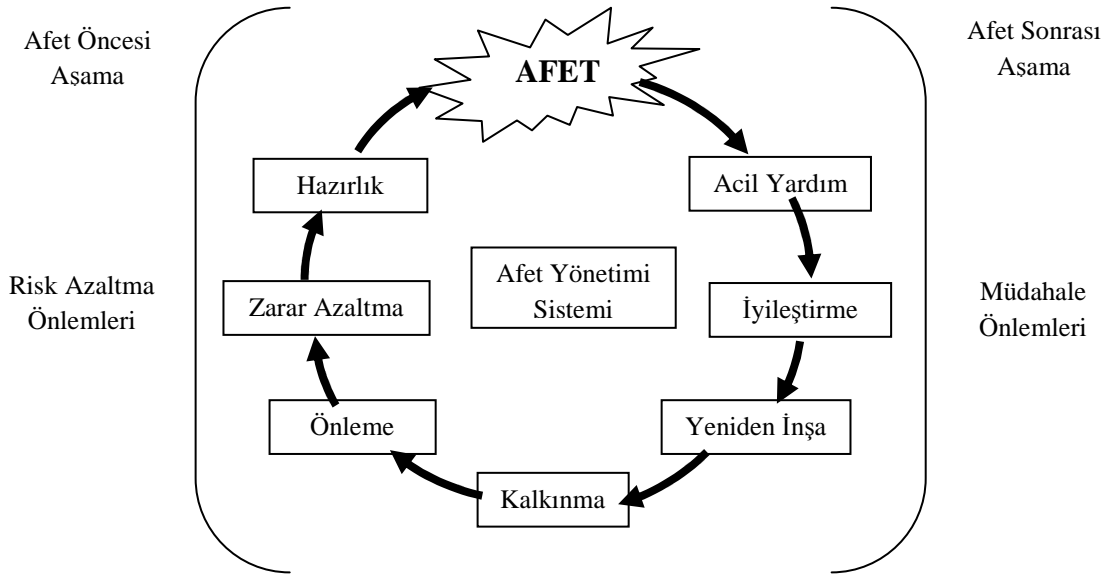 Afet Öncesi
Aşama
AFET
Afet Sonrası
Aşama
Hazırlık
Acil Yardım
Risk Azaltma
Önlemleri
Zarar Azaltma
Afet Yönetimi
Sistemi
İyileştirme
Müdahale
Önlemleri
Önleme
Yeniden İnşa
Kalkınma